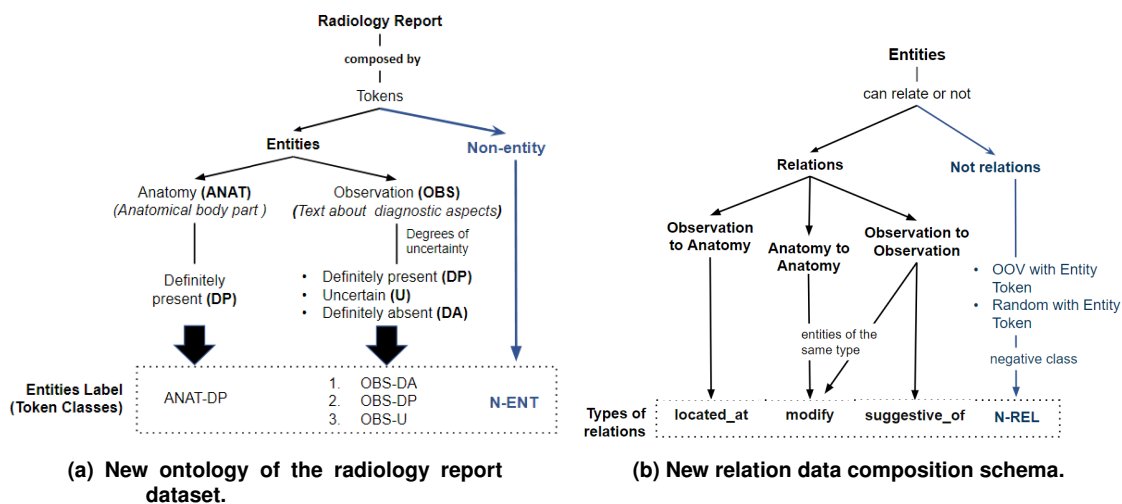 Radiology Report
composed by
Tokens
Entities
Non-entity
Anatomy (ANAT)
(Anatomical body part )
Observation (OBS)
(Text about diagnostic aspects)
Degrees of
uncertainty
Definitely
present (DP)
• Definitely present (DP)
• Uncertain (U)
• Definitely absent (DA)
Entities Label
(Token Classes)
ANAT-DP
1. OBS-DA
2. OBS-DP
3. OBS-U
N-ENT
(a) New ontology of the radiology report
dataset.
Entities
can relate or not
Relations
Not relations
Observation
to Anatomy
Anatomy to
Anatomy
Observation to
Observation
• OOV with Entity
Token
• Random with Entity
Token
entities of the
same type
negative class
Types of
relations
located_at
modify
suggestive_of
N-REL
(b) New relation data composition schema.